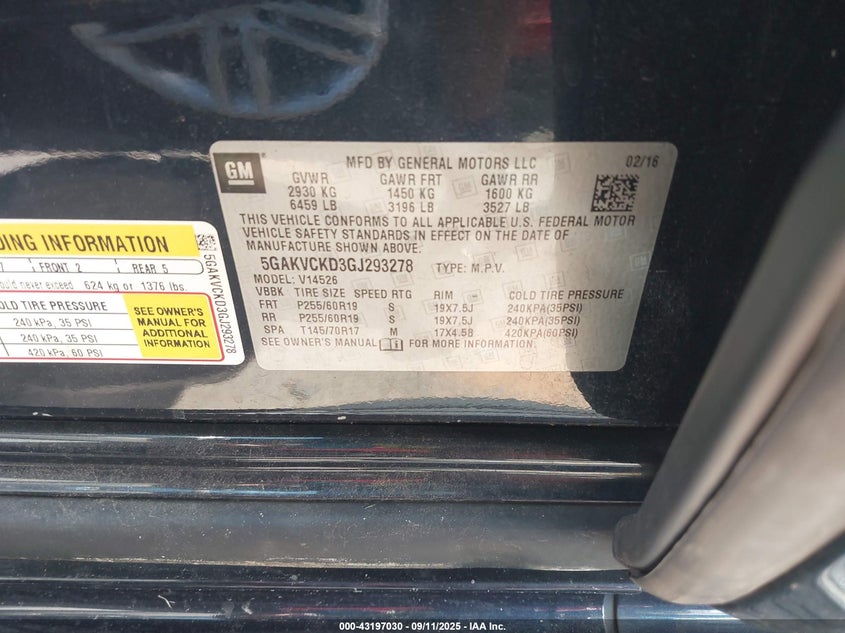 GM
MFD BY GENERAL MOTORS LLC 02/16
GVWR GAWR FRT GAWR RR
2930 KG 1450 KG 1600 KG
6459 LB 3196 LB 3527 LB
THIS VEHICLE CONFORMS TO ALL APPLICABLE U.S. FEDERAL MOTOR
VEHICLE SAFETY STANDARDS IN EFFECT ON THE DATE OF
MANUFACTURE SHOWN ABOVE.
5GAKVCKD3GJ293278 TYPE: M.P.V.
MODEL: V14526
VBBK TIRE SIZE SPEED RTG RIM COLD TIRE PRESSURE
FRT P255/60R19 S 19X7.5J 240KPA(35PSI)
RR P255/60R19 S 19X7.5J 240KPA(35PSI)
SPA T145/70R17 M 17X4.5B 420KPA(60PSI)
SEE OWNER'S MANUAL FOR MORE INFORMATION.
INFORMATION
FRONT 2 REAR 5
never exceed 624 kg or 1376 lbs.
COLD TIRE PRESSURE
240 kPa, 35 PSI
240 kPa, 35 PSI
420 kPa, 60 PSI
SEE OWNER'S
MANUAL FOR
ADDITIONAL
INFORMATION
5GAKVCKD3GJ293278
000-43197030 - 09/11/2025 - IAA Inc.